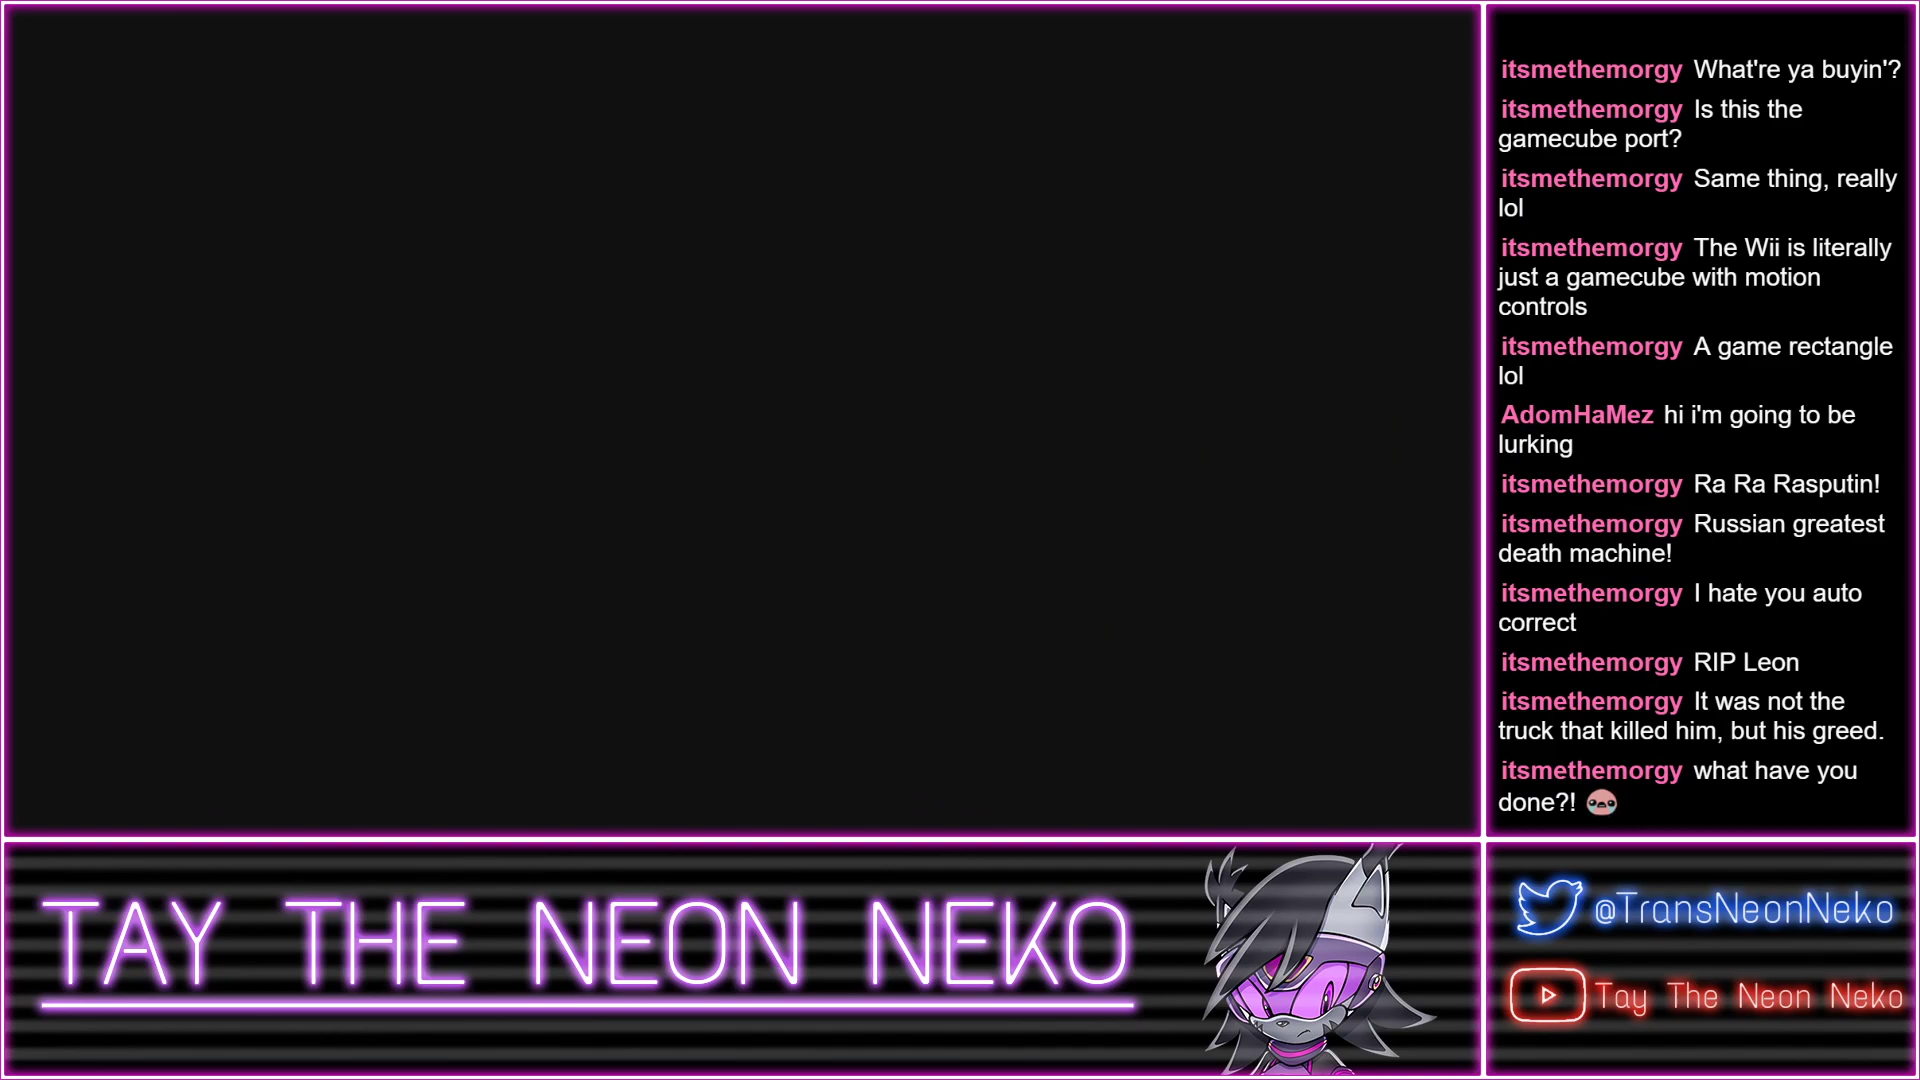 itsmethemorgy What're ya buyin'?
itsmethemorgy Is this the
gamecube port?
itsmethemorgy Same thing, really
lol
itsmethemorgy The Wii is literally
just a gamecube with motion
controls
itsmethemorgy A game rectangle
lol
AdomHaMez hi i'm going to be
lurking
itsmethemorgy Ra Ra Rasputin!
itsmethemorgy Russian greatest
death machine!
itsmethemorgy I hate you auto
correct
itsmethemorgy RIP Leon
itsmethemorgy It was not the
truck that killed him, but his greed.
itsmethemorgy what have you
done?!
TAY THE NEON NEKO
@TransNeonNeko
Tay The Neon Neko